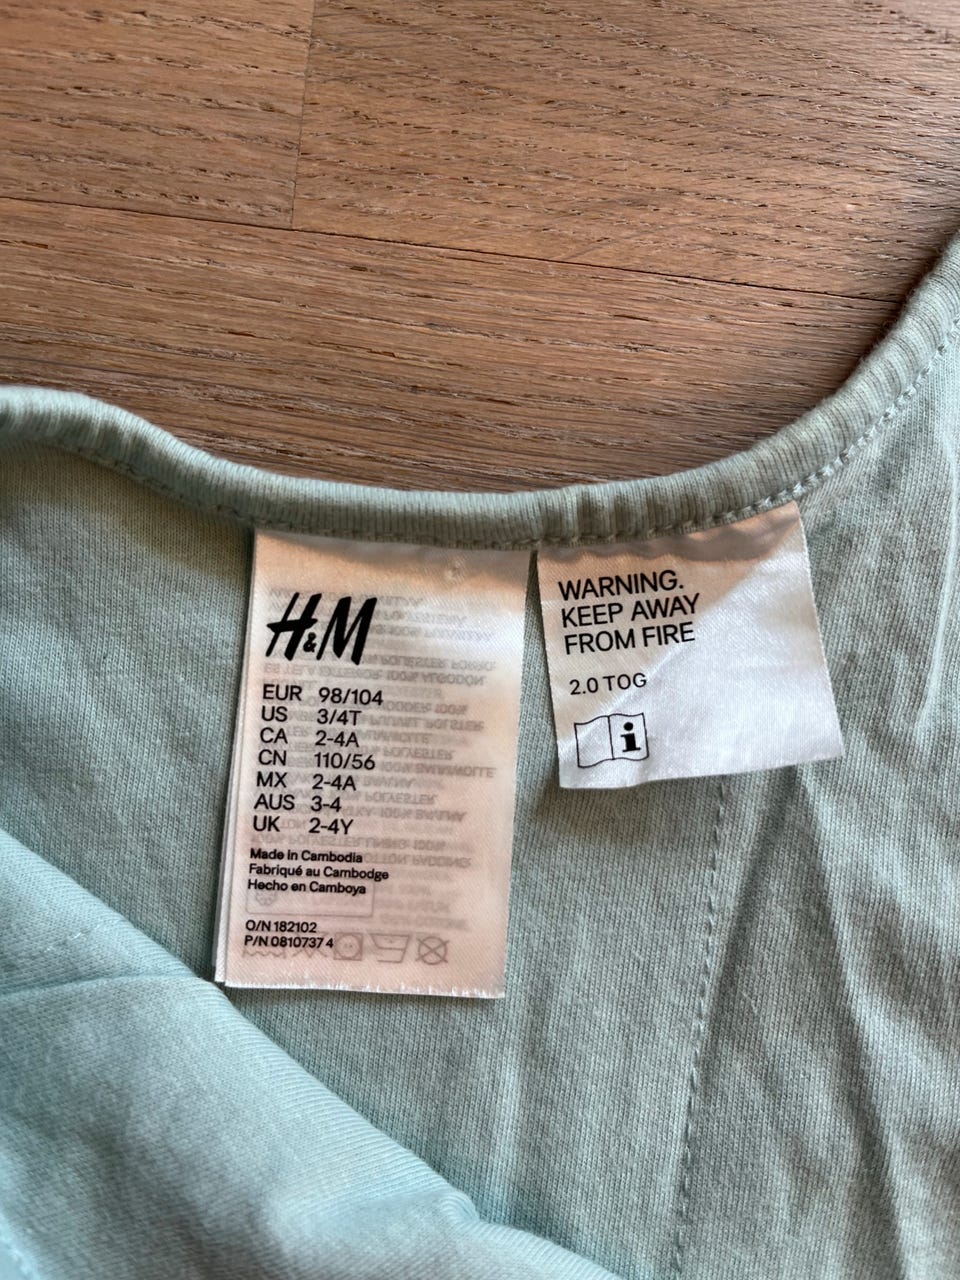 H&M
EUR 98/104
US 3/4T
CA 2-4A
CN 110/56
MX 2-4A
AUS 3-4
UK 2-4Y
Made in Cambodia
Fabriqué au Cambodge
Hecho en Camboya
O/N 182102
P/N 0810737 4
WARNING.
KEEP AWAY
FROM FIRE
2.0 TOG
i